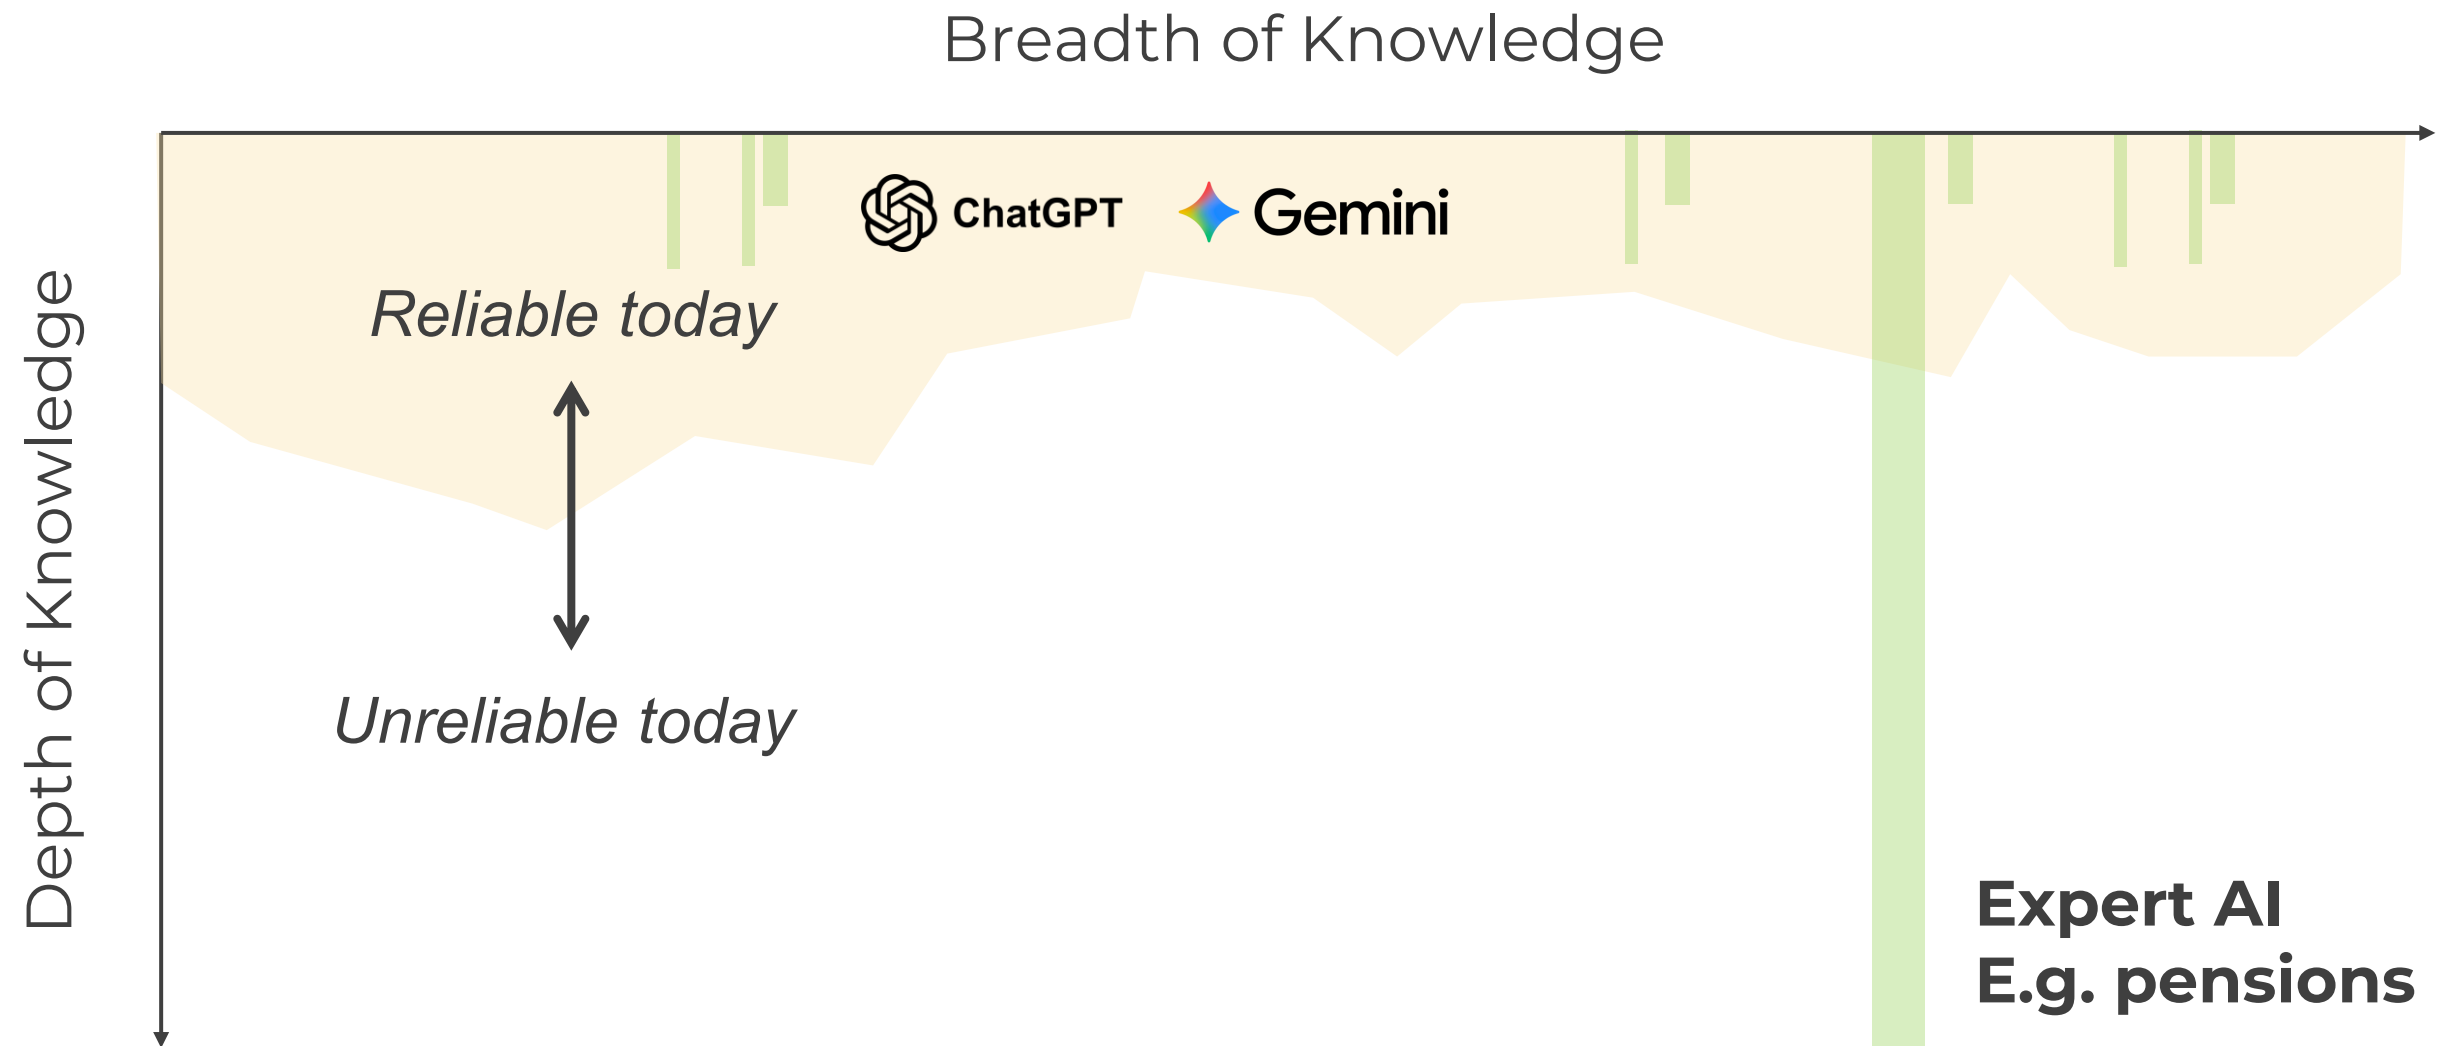 Breadth of Knowledge
ChatGPT
Gemini
Depth of Knowledge
Reliable today
Unreliable today
Expert AI
E.g. pensions